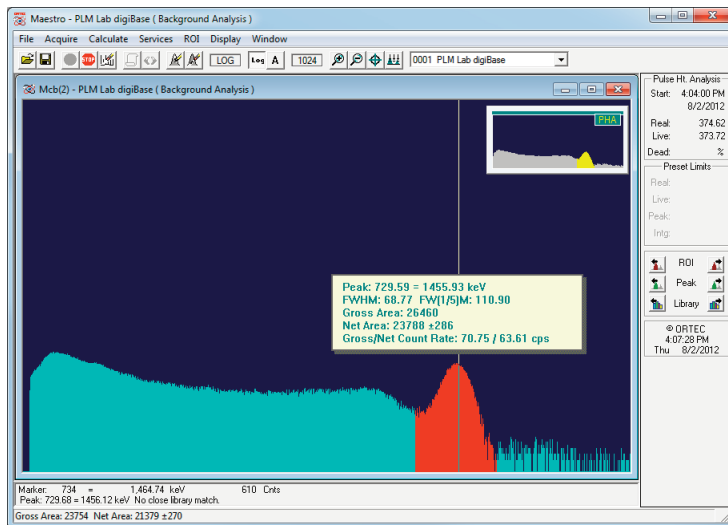 Maestro - PLM Lab digiBase ( Background Analysis )
File Acquire Calculate Services ROI Display Window
STOP LOG Log A 1024 0001 PLM Lab digiBase
Mcb(2) - PLM Lab digiBase ( Background Analysis )
PHA
Peak: 729.59 = 1455.93 keV
FWHM: 68.77 FW(1/5)M: 110.90
Gross Area: 26460
Net Area: 23788 ±286
Gross/Net Count Rate: 70.75 / 63.61 cps
Pulse Ht. Analysis
Start: 4:04:00 PM
8/2/2012
Real: 374.62
Live: 373.72
Dead: %
Preset Limits
Real:
Live:
Peak:
Intg:
ROI
Peak
Library
© ORTEC
4:07:28 PM
Thu 8/2/2012
Marker: 734 = 1,464.74 keV 610 Cnts
Peak: 729.68 = 1456.12 keV No close library match.
Gross Area: 23754 Net Area: 21379 ±270